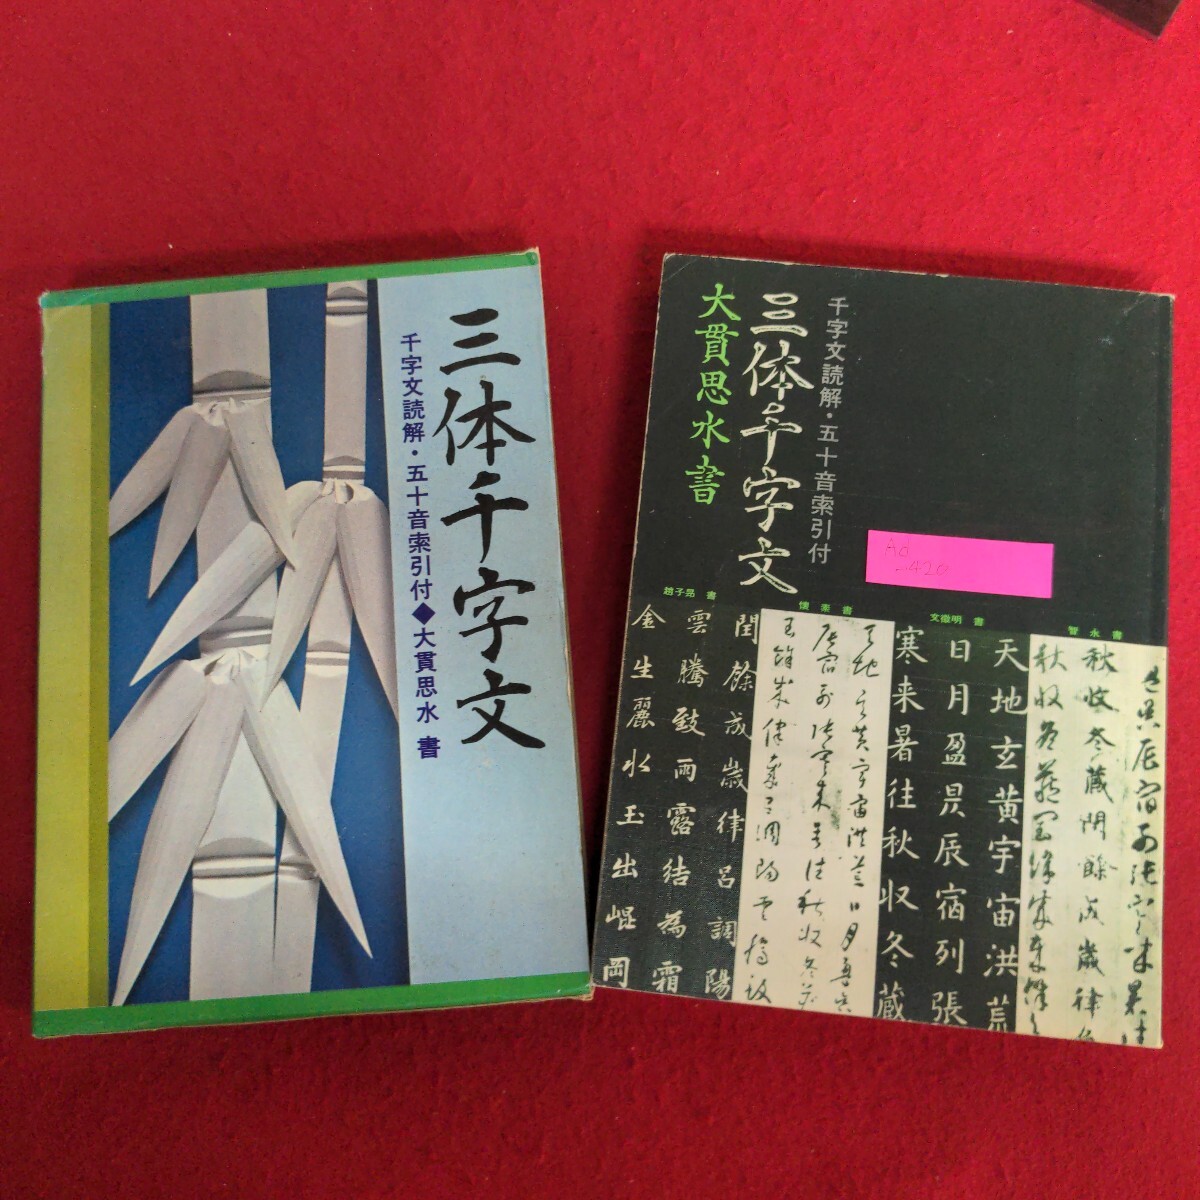 三体千字文
千字文読解・五十音索引付◆大貫思水 書
千字文読解・五十音索引付
三体千字文
大貫思水書
A0
-420
智永書
文徴明 書
懐素書
趙子昂 書
秋收冬藏閏餘成歲律
天地玄黄宇宙洪荒
日月盈昃辰宿列張
寒来暑往秋収冬蔵
閏餘成歳律呂調陽
雲騰致雨露結為霜
金生麗水玉出崐岡